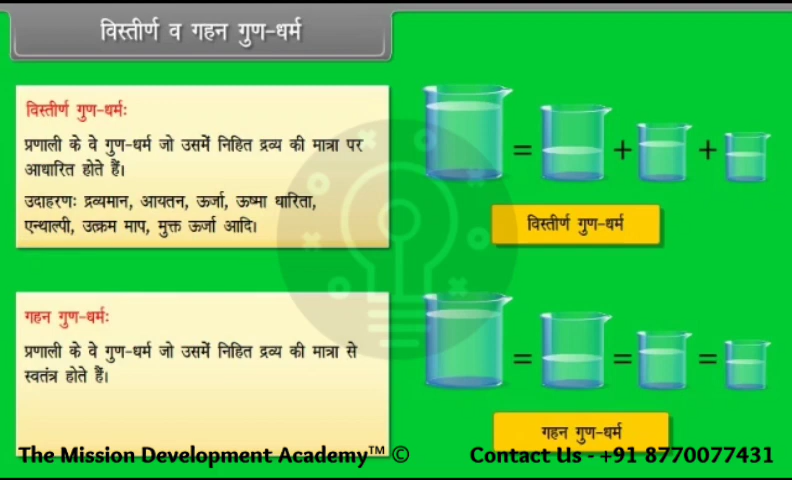 विस्तीर्ण व गहन गुण-धर्म
विस्तीर्ण गुण-धर्मः
प्रणाली के वे गुण-धर्म जो उसमें निहित द्रव्य की मात्रा पर
आधारित होते हैं।
उदाहरणः द्रव्यमान, आयतन, ऊर्जा, ऊष्मा धारिता,
एन्थाल्पी, उत्क्रम माप, मुक्त ऊर्जा आदि।
= + +
विस्तीर्ण गुण-धर्म
गहन गुण-धर्मः
प्रणाली के वे गुण-धर्म जो उसमें निहित द्रव्य की मात्रा से
स्वतंत्र होते हैं।
= = =
गहन गुण-धर्म
The Mission Development Academy™ ©
Contact Us - +91 8770077431